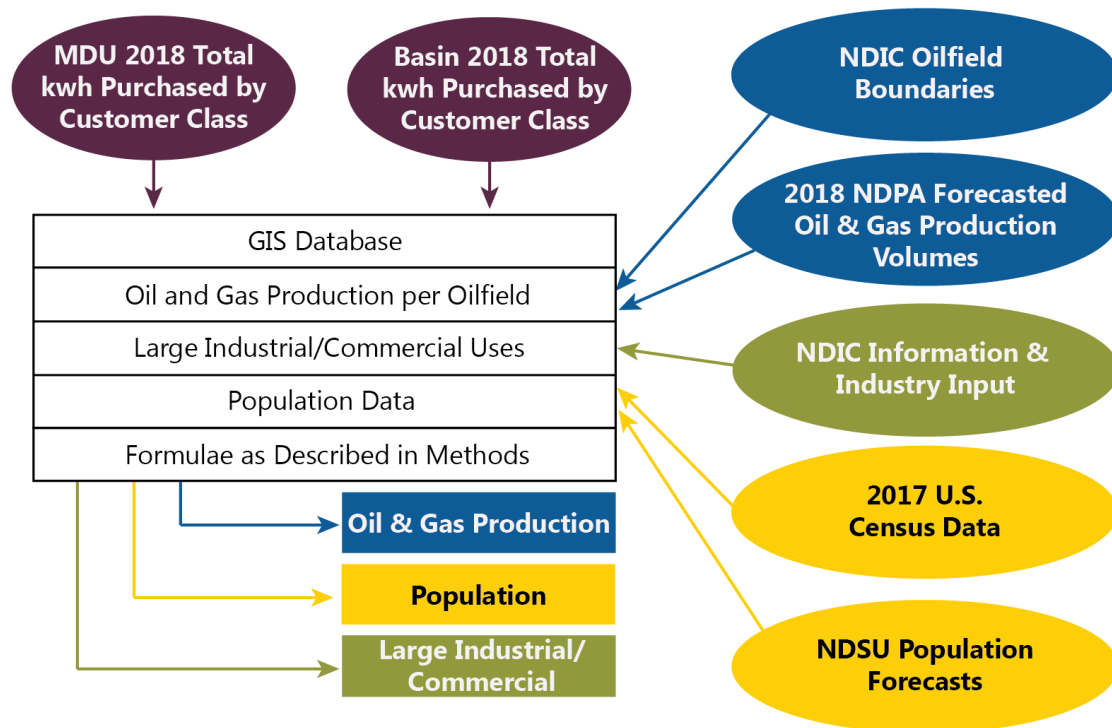 MDU 2018 Total
kwh Purchased by
Customer Class
Basin 2018 Total
kwh Purchased by
Customer Class
NDIC Oilfield
Boundaries
2018 NDPA Forecasted
Oil & Gas Production
Volumes
NDIC Information &
Industry Input
2017 U.S.
Census Data
NDSU Population
Forecasts
GIS Database
Oil and Gas Production per Oilfield
Large Industrial/Commercial Uses
Population Data
Formulae as Described in Methods
Oil & Gas Production
Population
Large Industrial/
Commercial